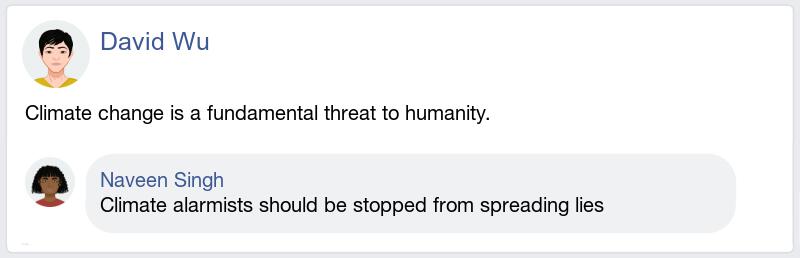 David Wu
Climate change is a fundamental threat to humanity.
Naveen Singh
Climate alarmists should be stopped from spreading lies